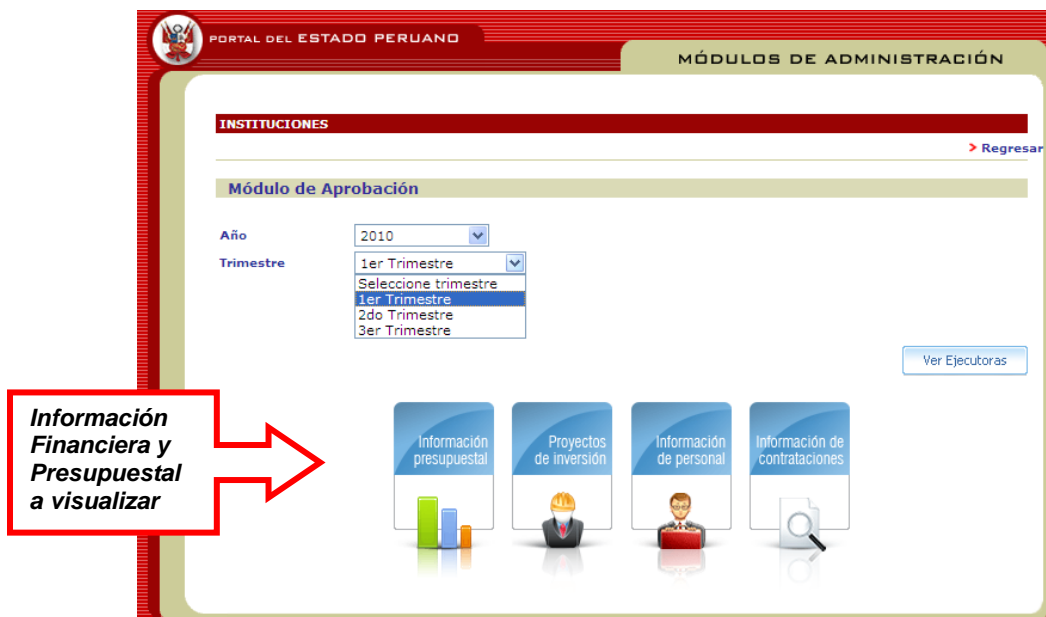 PORTAL DEL ESTADO PERUANO
MÓDULOS DE ADMINISTRACIÓN
INSTITUCIONES
> Regresar
Módulo de Aprobación
Año
2010
Trimestre
1er Trimestre
Seleccione trimestre
1er Trimestre
2do Trimestre
3er Trimestre
Ver Ejecutoras
Información
Financiera y
Presupuestal
a visualizar
Información
presupuestal
Proyectos
de inversión
Información
de personal
Información de
contrataciones